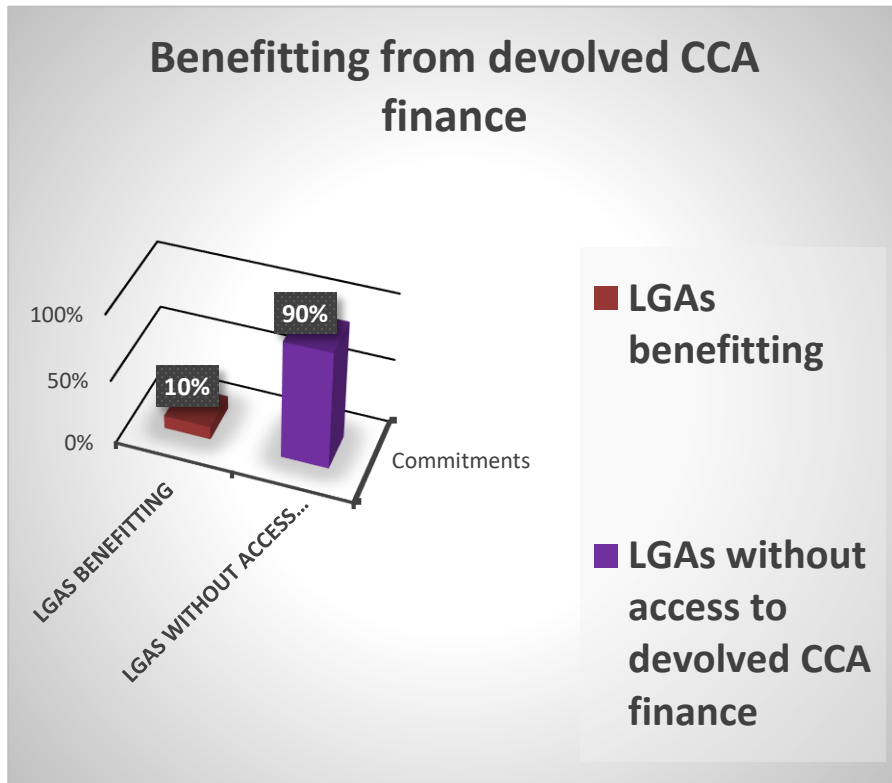 Benefitting from devolved CCA
finance
100%
50%
0%
10%
90%
Commitments
LGAS BENEFITTING
LGAS WITHOUT ACCESS...
LGAs
benefitting
LGAs without
access to
devolved CCA
finance